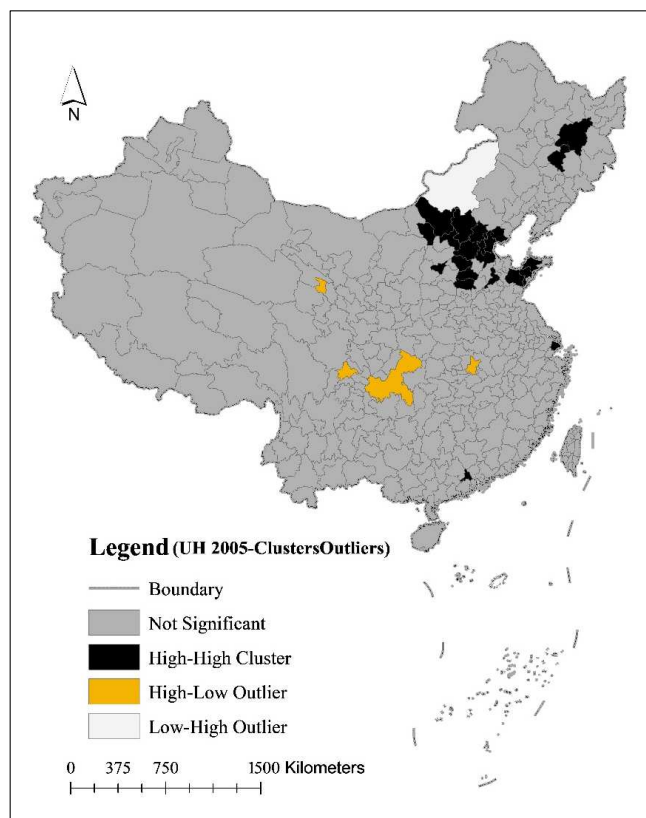 N
Legend (UH 2005-ClustersOutliers)
Boundary
Not Significant
High-High Cluster
High-Low Outlier
Low-High Outlier
0 375 750 1500 Kilometers